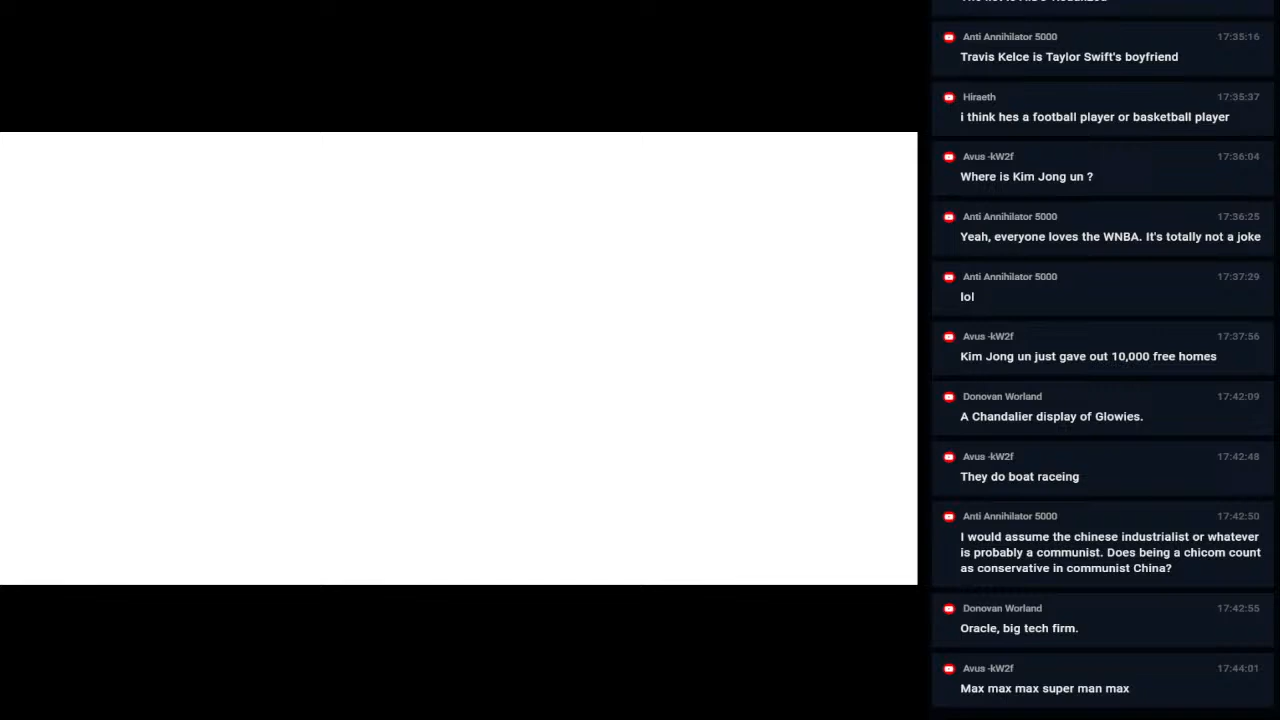 Anti Annihilator 5000 17:35:16
Travis Kelce is Taylor Swift's boyfriend
Hiraeth 17:35:37
i think hes a football player or basketball player
Avus -kW2f 17:36:04
Where is Kim Jong un ?
Anti Annihilator 5000 17:36:25
Yeah, everyone loves the WNBA. It's totally not a joke
Anti Annihilator 5000 17:37:29
lol
Avus -kW2f 17:37:56
Kim Jong un just gave out 10,000 free homes
Donovan Worland 17:42:09
A Chandalier display of Glowies.
Avus -kW2f 17:42:48
They do boat raceing
Anti Annihilator 5000 17:42:50
I would assume the chinese industrialist or whatever
is probably a communist. Does being a chicom count
as conservative in communist China?
Donovan Worland 17:42:55
Oracle, big tech firm.
Avus -kW2f 17:44:01
Max max max super man max